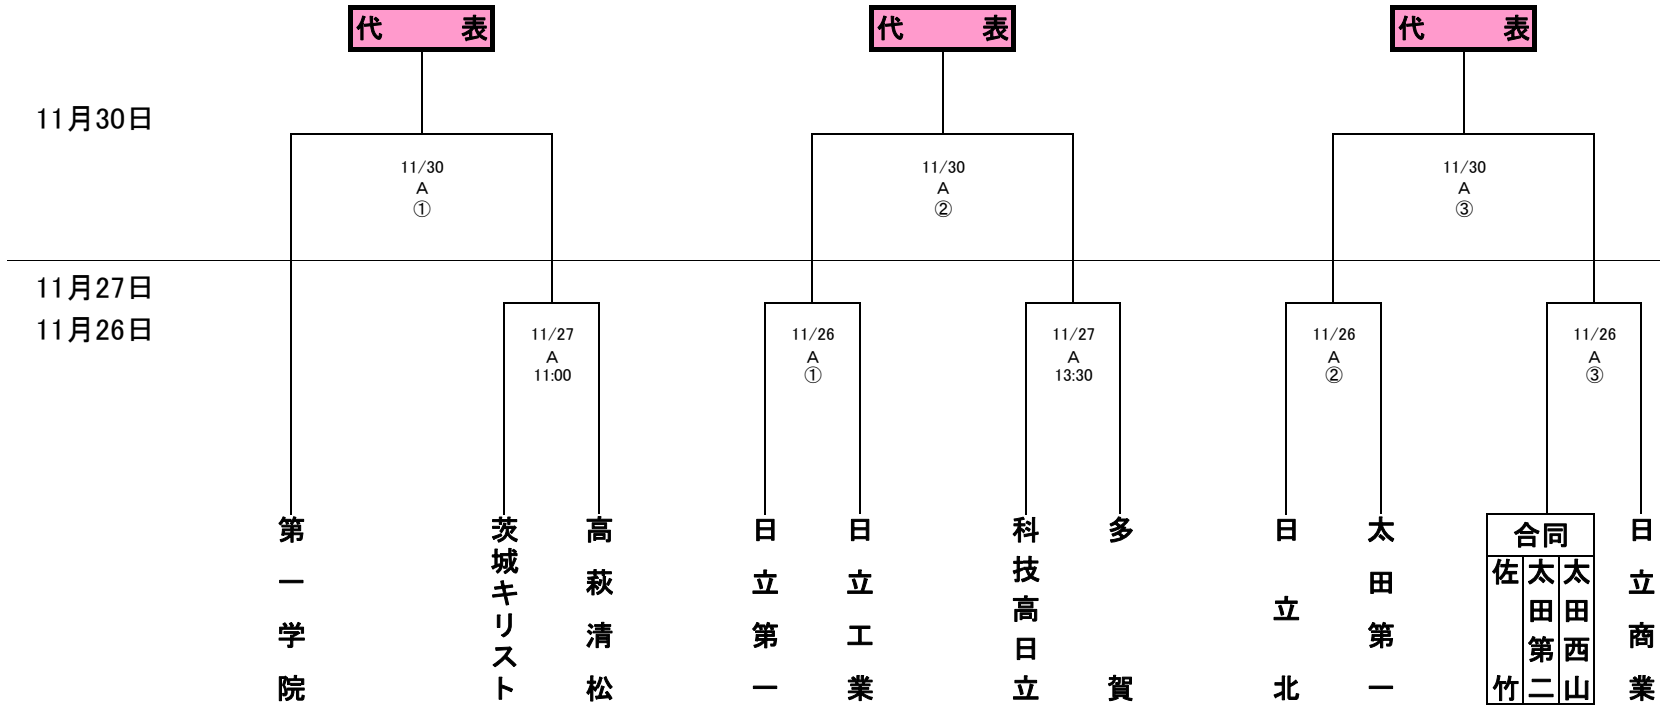 代　表
代　表
代　表
11月30日
11/30
A
①
11/30
A
②
11/30
A
③
11月27日
11月26日
11/27
A
11:00
11/26
A
①
11/27
A
13:30
11/26
A
②
11/26
A
③
第一学院
茨城キリスト
高萩清松
日立第一
日立工業
科技高日立
多賀
日立北
太田第一
合同
佐竹
太田第二
太田西山
日立商業